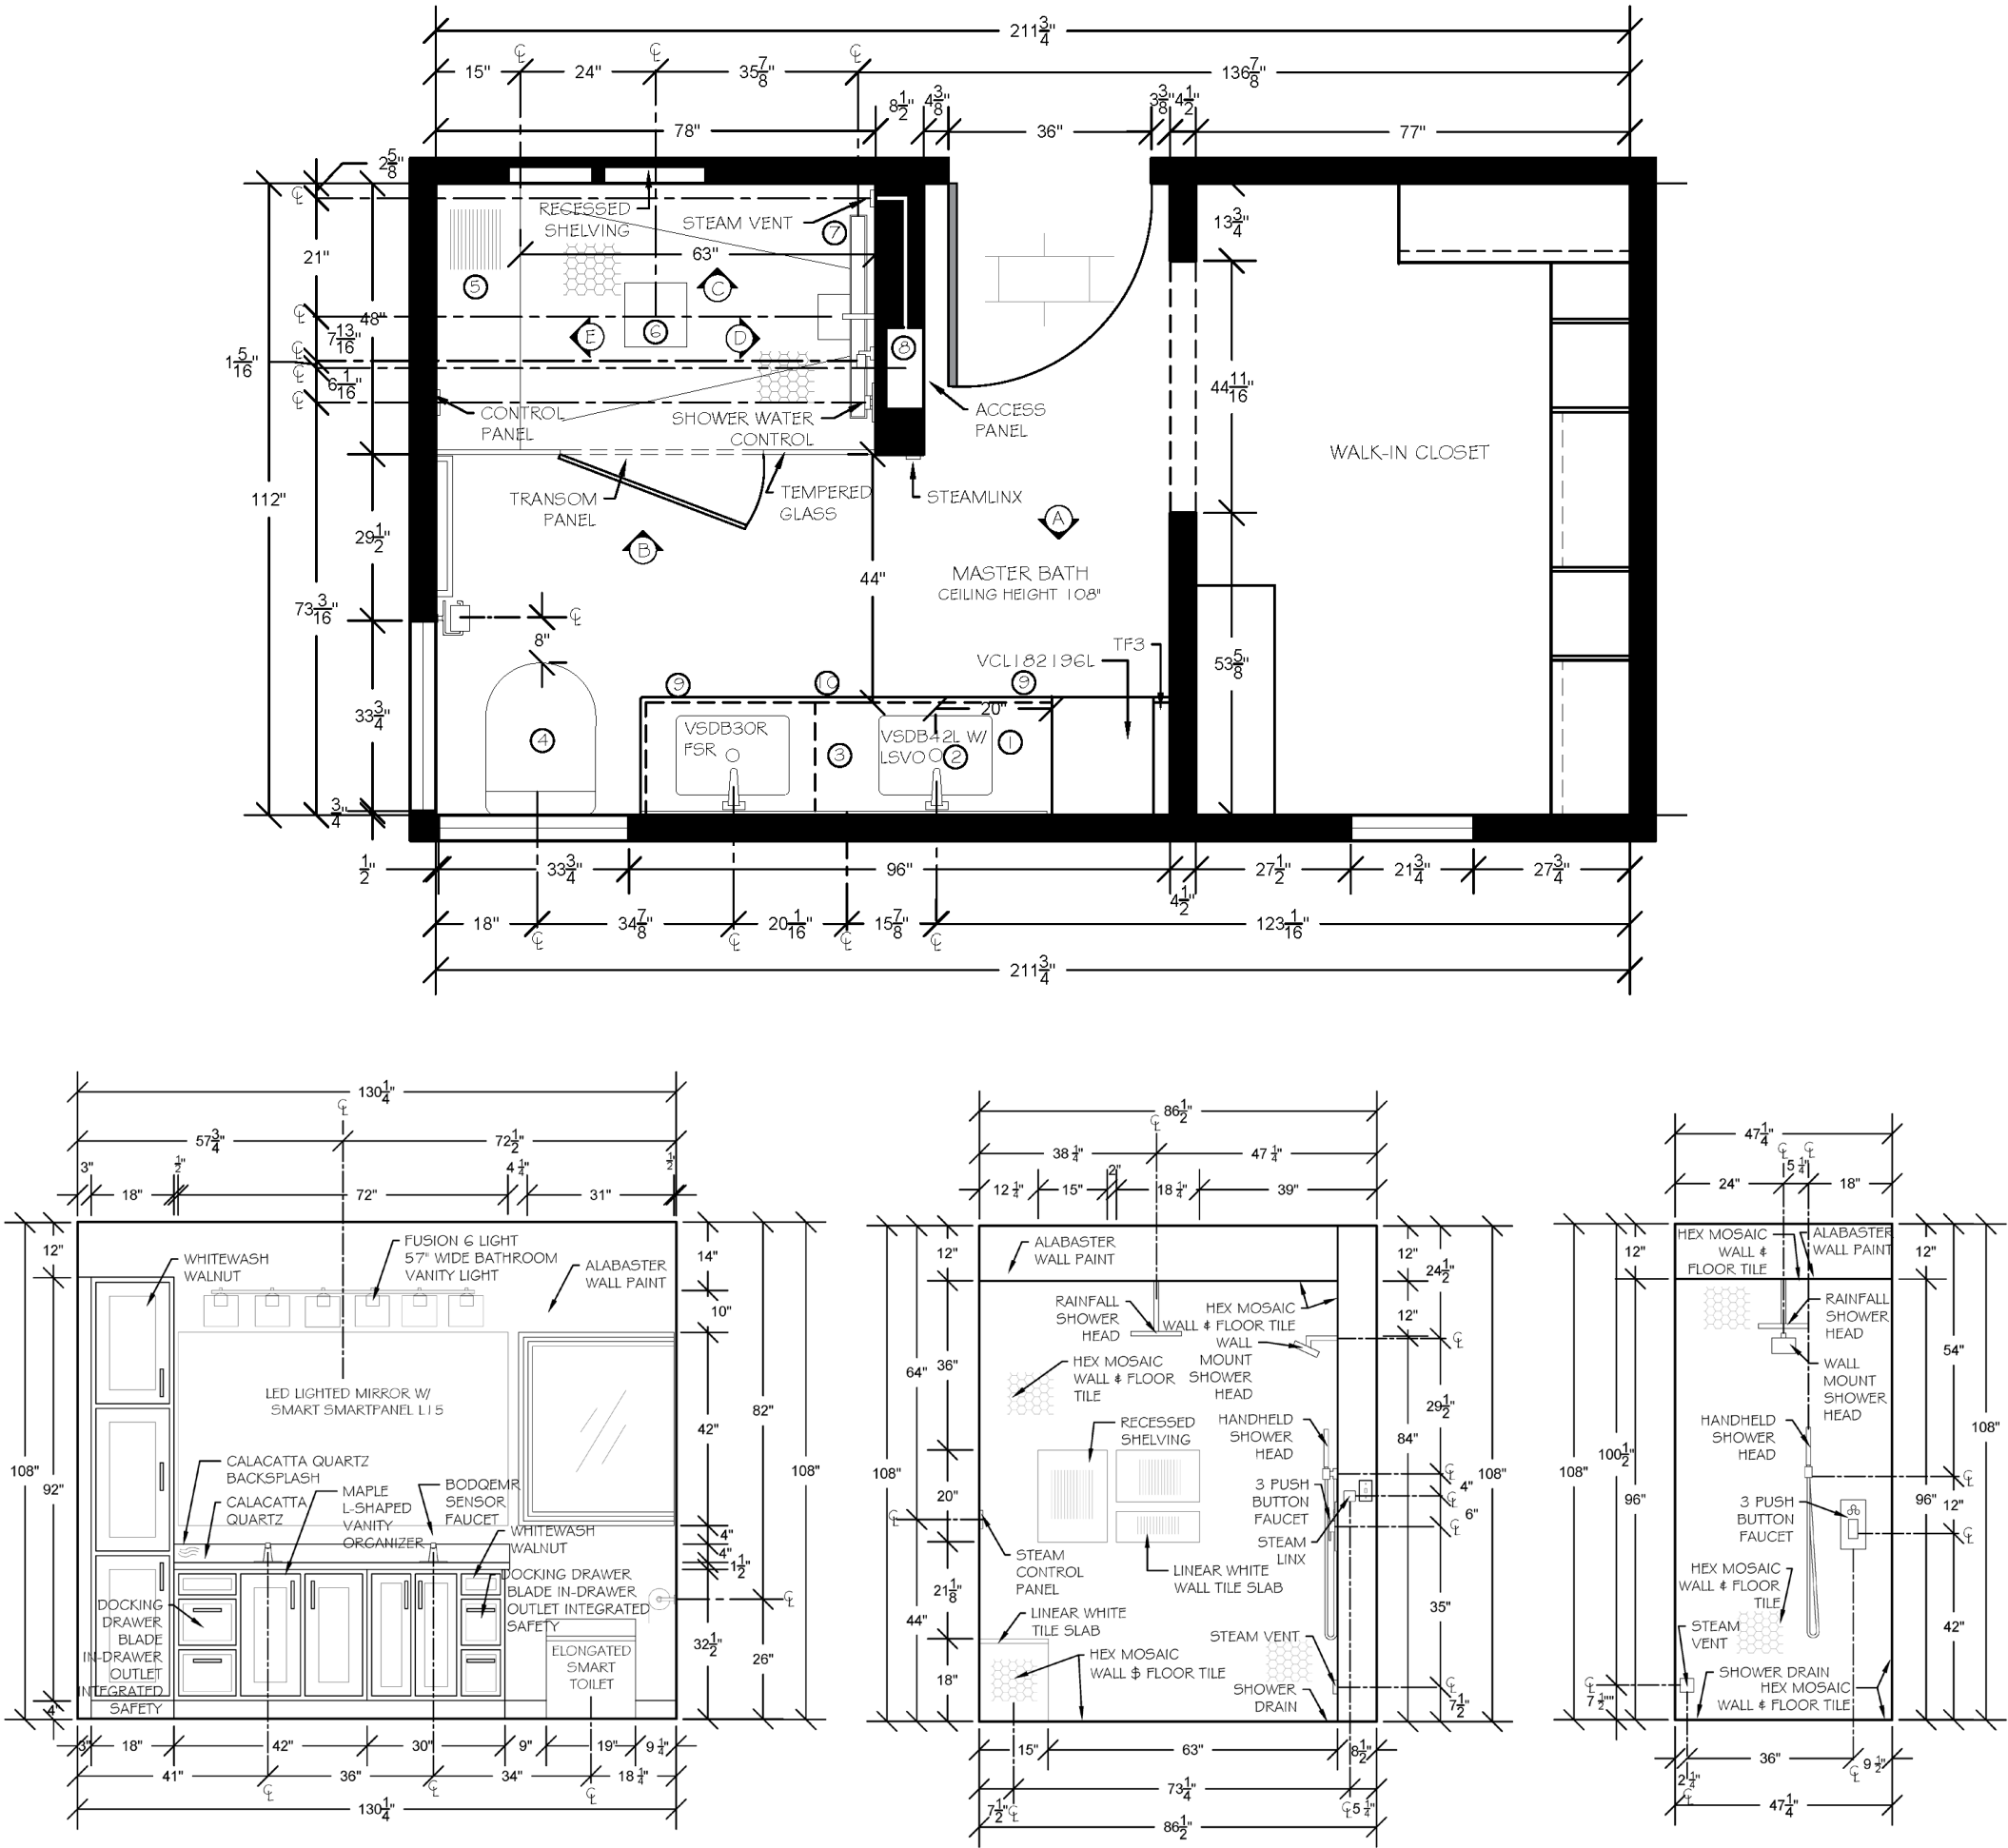 211 3/4"
15"
24"
35 7/8"
136 7/8"
78"
8 1/2"
4 3/8"
36"
3 3/8"
4 1/2"
77"
2 5/8"
RECESSED
SHELVING
STEAM VENT
7
13 3/4"
21"
63"
5
C
48"
7 13/16"
E
6
D
8
1 5/16"
6 1/16"
44 11/16"
CONTROL
PANEL
SHOWER WATER
CONTROL
ACCESS
PANEL
WALK-IN CLOSET
112"
TRANSOM
PANEL
TEMPERED
GLASS
STEAMLINX
A
29 1/2"
B
44"
MASTER BATH
CEILING HEIGHT 108"
73 3/16"
8"
TF3
VCL182196L
53 5/8"
9
10
9
33 3/4"
20"
4
VSDB30R
FSR
3
VSDB42L W/
LSVO
2
1
3/4"
1/2"
33 3/4"
96"
4 1/2"
27 1/2"
21 3/4"
27 3/4"
18"
34 7/8"
20 1/16"
15 7/8"
123 1/16"
211 3/4"
130 1/4"
57 3/4"
72 1/2"
3"
18"
1/2"
72"
4 1/4"
31"
1/2"
12"
WHITEWASH
WALNUT
FUSION 6 LIGHT
57" WIDE BATHROOM
VANITY LIGHT
ALABASTER
WALL PAINT
14"
10"
LED LIGHTED MIRROR W/
SMART SMARTPANEL L15
82"
42"
108"
92"
CALACATTA QUARTZ
BACKSPLASH
CALACATTA
QUARTZ
MAPLE
L-SHAPED
VANITY
ORGANIZER
BODQEMR
SENSOR
FAUCET
WHITEWASH
WALNUT
108"
4"
4"
1 1/2"
DOCKING DRAWER
BLADE IN-DRAWER
OUTLET INTEGRATED
SAFETY
DOCKING
DRAWER
BLADE
IN-DRAWER
OUTLET
INTEGRATED
SAFETY
ELONGATED
SMART
TOILET
32 1/2"
26"
4"
3"
18"
42"
30"
9"
19"
9 1/4"
41"
36"
34"
18 1/4"
130 1/4"
86 1/2"
38 1/4"
47 1/4"
12 1/4"
15"
2"
18 1/4"
39"
12"
ALABASTER
WALL PAINT
12"
24 1/2"
RAINFALL
SHOWER
HEAD
HEX MOSAIC
WALL & FLOOR TILE
12"
WALL
MOUNT
SHOWER
HEAD
HEX MOSAIC
WALL & FLOOR
TILE
64"
36"
29 1/2"
84"
RECESSED
SHELVING
HANDHELD
SHOWER
HEAD
108"
20"
3 PUSH
BUTTON
FAUCET
4"
6"
108"
STEAM
CONTROL
PANEL
STEAM
LINX
LINEAR WHITE
WALL TILE SLAB
21 1/8"
44"
LINEAR WHITE
TILE SLAB
35"
STEAM VENT
HEX MOSAIC
WALL $ FLOOR TILE
18"
SHOWER
DRAIN
7 1/2"
15"
63"
8 1/2"
73 1/4"
7 1/2"
5 1/4"
86 1/2"
47 1/4"
5 1/4"
24"
18"
HEX MOSAIC
WALL &
FLOOR TILE
ALABASTER
WALL PAINT
12"
12"
RAINFALL
SHOWER
HEAD
WALL
MOUNT
SHOWER
HEAD
54"
HANDHELD
SHOWER
HEAD
108"
100 1/2"
96"
108"
3 PUSH
BUTTON
FAUCET
96"
12"
HEX MOSAIC
WALL & FLOOR
TILE
STEAM
VENT
42"
SHOWER DRAIN
HEX MOSAIC
WALL & FLOOR TILE
7 1/2""
36"
9 1/2"
2 1/4"
47 1/4"